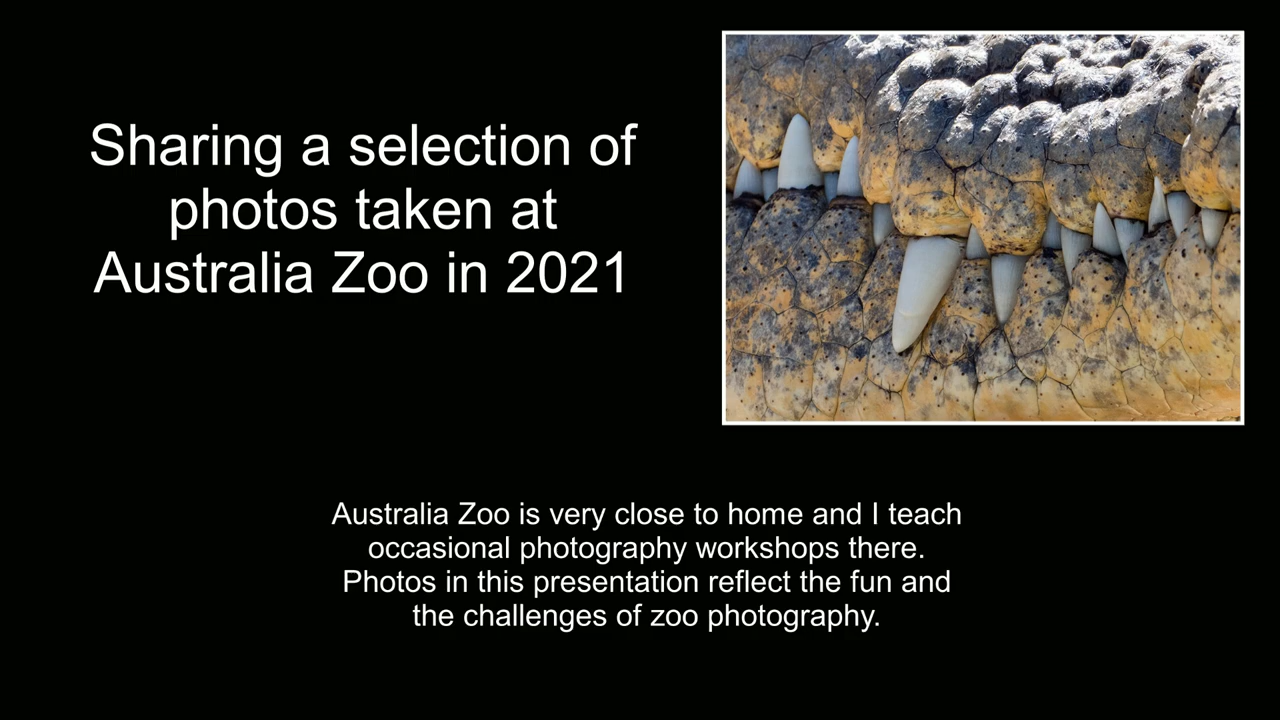 Sharing a selection of
photos taken at
Australia Zoo in 2021
Australia Zoo is very close to home and I teach
occasional photography workshops there.
Photos in this presentation reflect the fun and
the challenges of zoo photography.